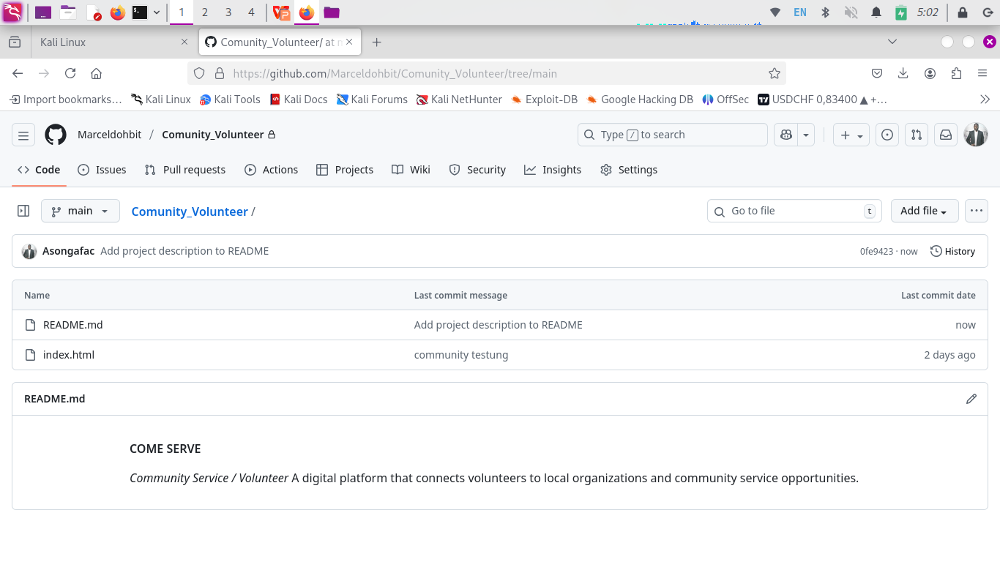 1 2 3 4 EN 5:02
Kali Linux Comunity_Volunteer/ at m
https://github.com/Marceldohbit/Comunity_Volunteer/tree/main
Import bookmarks… Kali Linux Kali Tools Kali Docs Kali Forums Kali NetHunter Exploit-DB Google Hacking DB OffSec USDCHF 0,83400 ▲ +…
Marceldohbit / Comunity_Volunteer Type / to search
Code Issues Pull requests Actions Projects Wiki Security Insights Settings
main Comunity_Volunteer / Go to file t Add file
Asongafac Add project description to README 0fe9423 · now History
Name Last commit message Last commit date
README.md Add project description to README now
index.html community testung 2 days ago
README.md
COME SERVE
Community Service / Volunteer A digital platform that connects volunteers to local organizations and community service opportunities.